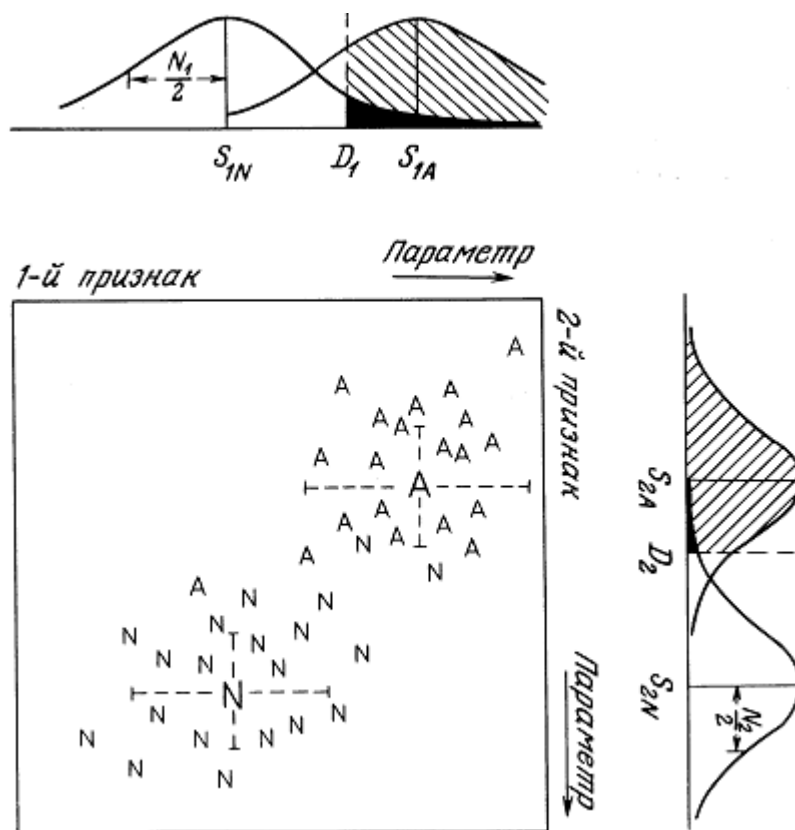 N₁/2
S₁N D₁ S₁A
1-й признак Параметр
2-й признак
Параметр
A
A A
A
A A A
A A A
A A
A
A A
A A A
N A
A
N
A N N
N N
N N
N N N N
N
N N
N
N N N
N N
S₂A
D₂
S₂N
N₂/2